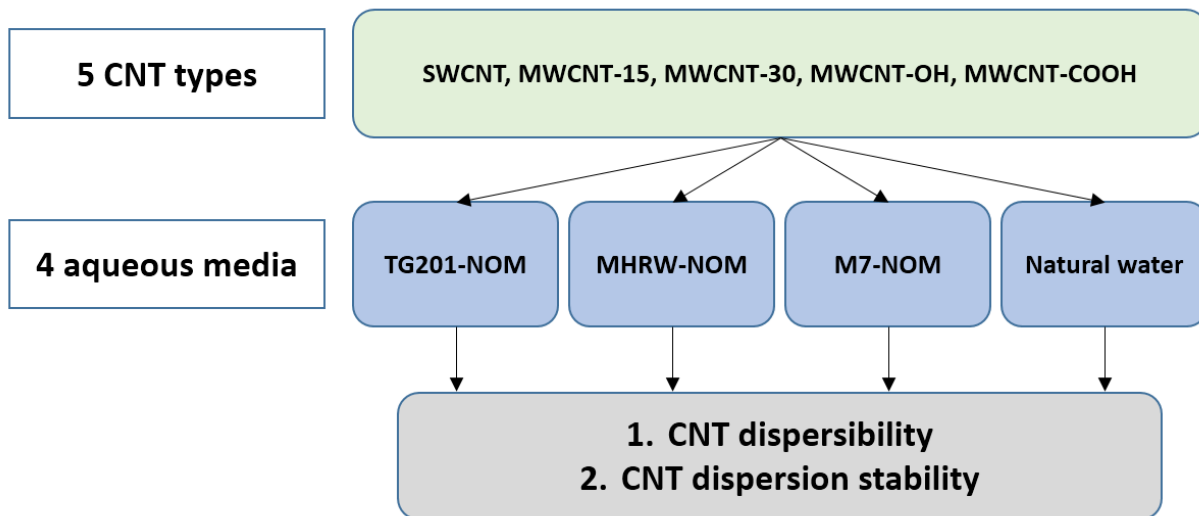 5 CNT types
SWCNT, MWCNT-15, MWCNT-30, MWCNT-OH, MWCNT-COOH
4 aqueous media
TG201-NOM
MHRW-NOM
M7-NOM
Natural water
1. CNT dispersibility
2. CNT dispersion stability